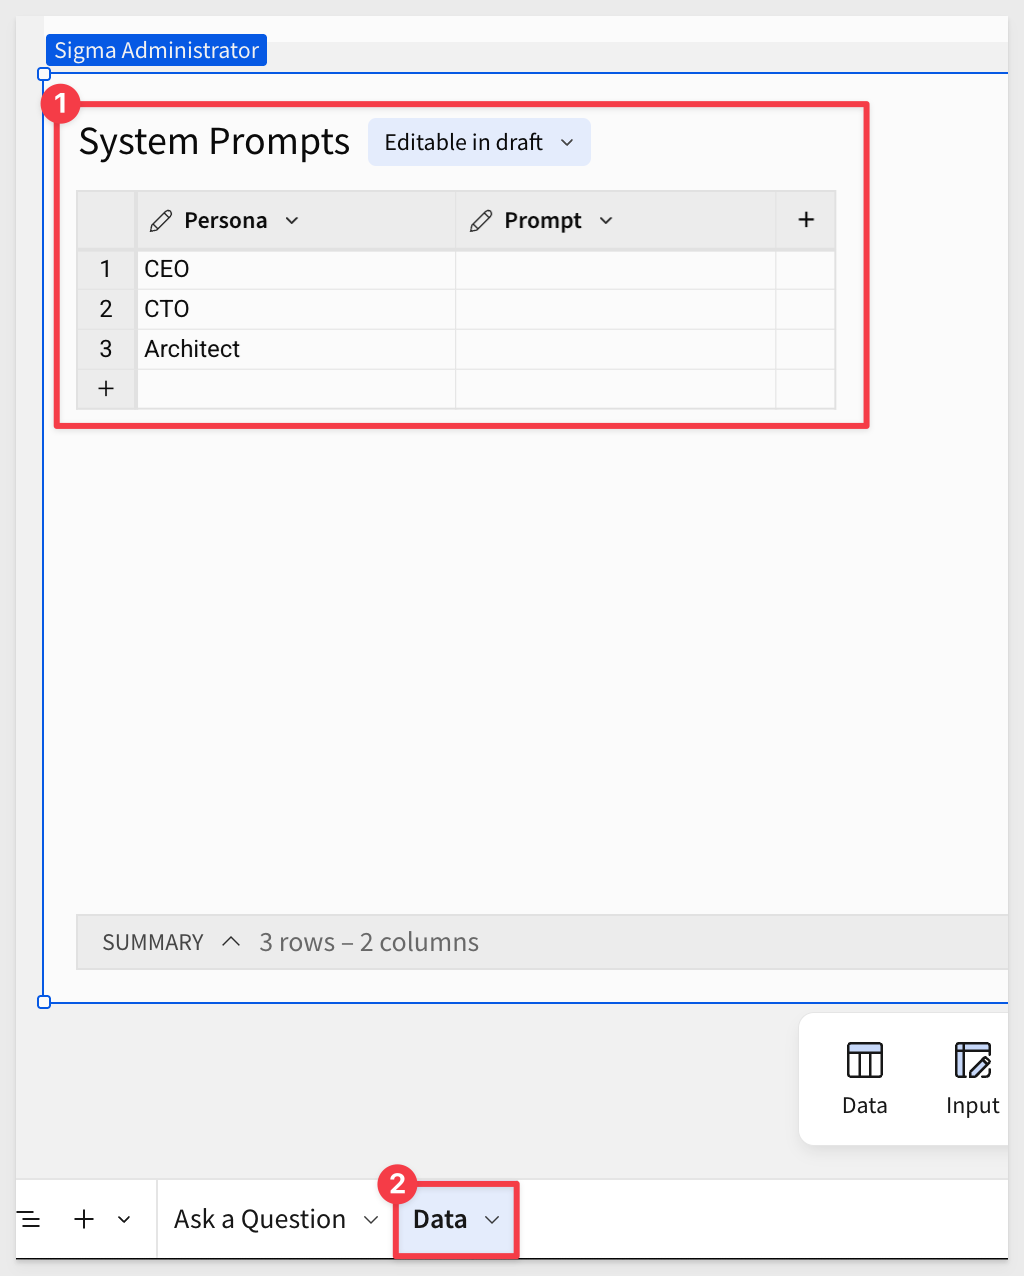 Sigma Administrator
1
System Prompts Editable in draft
Persona Prompt +
1 CEO
2 CTO
3 Architect
+
SUMMARY 3 rows – 2 columns
Data Input
2
+ Ask a Question Data